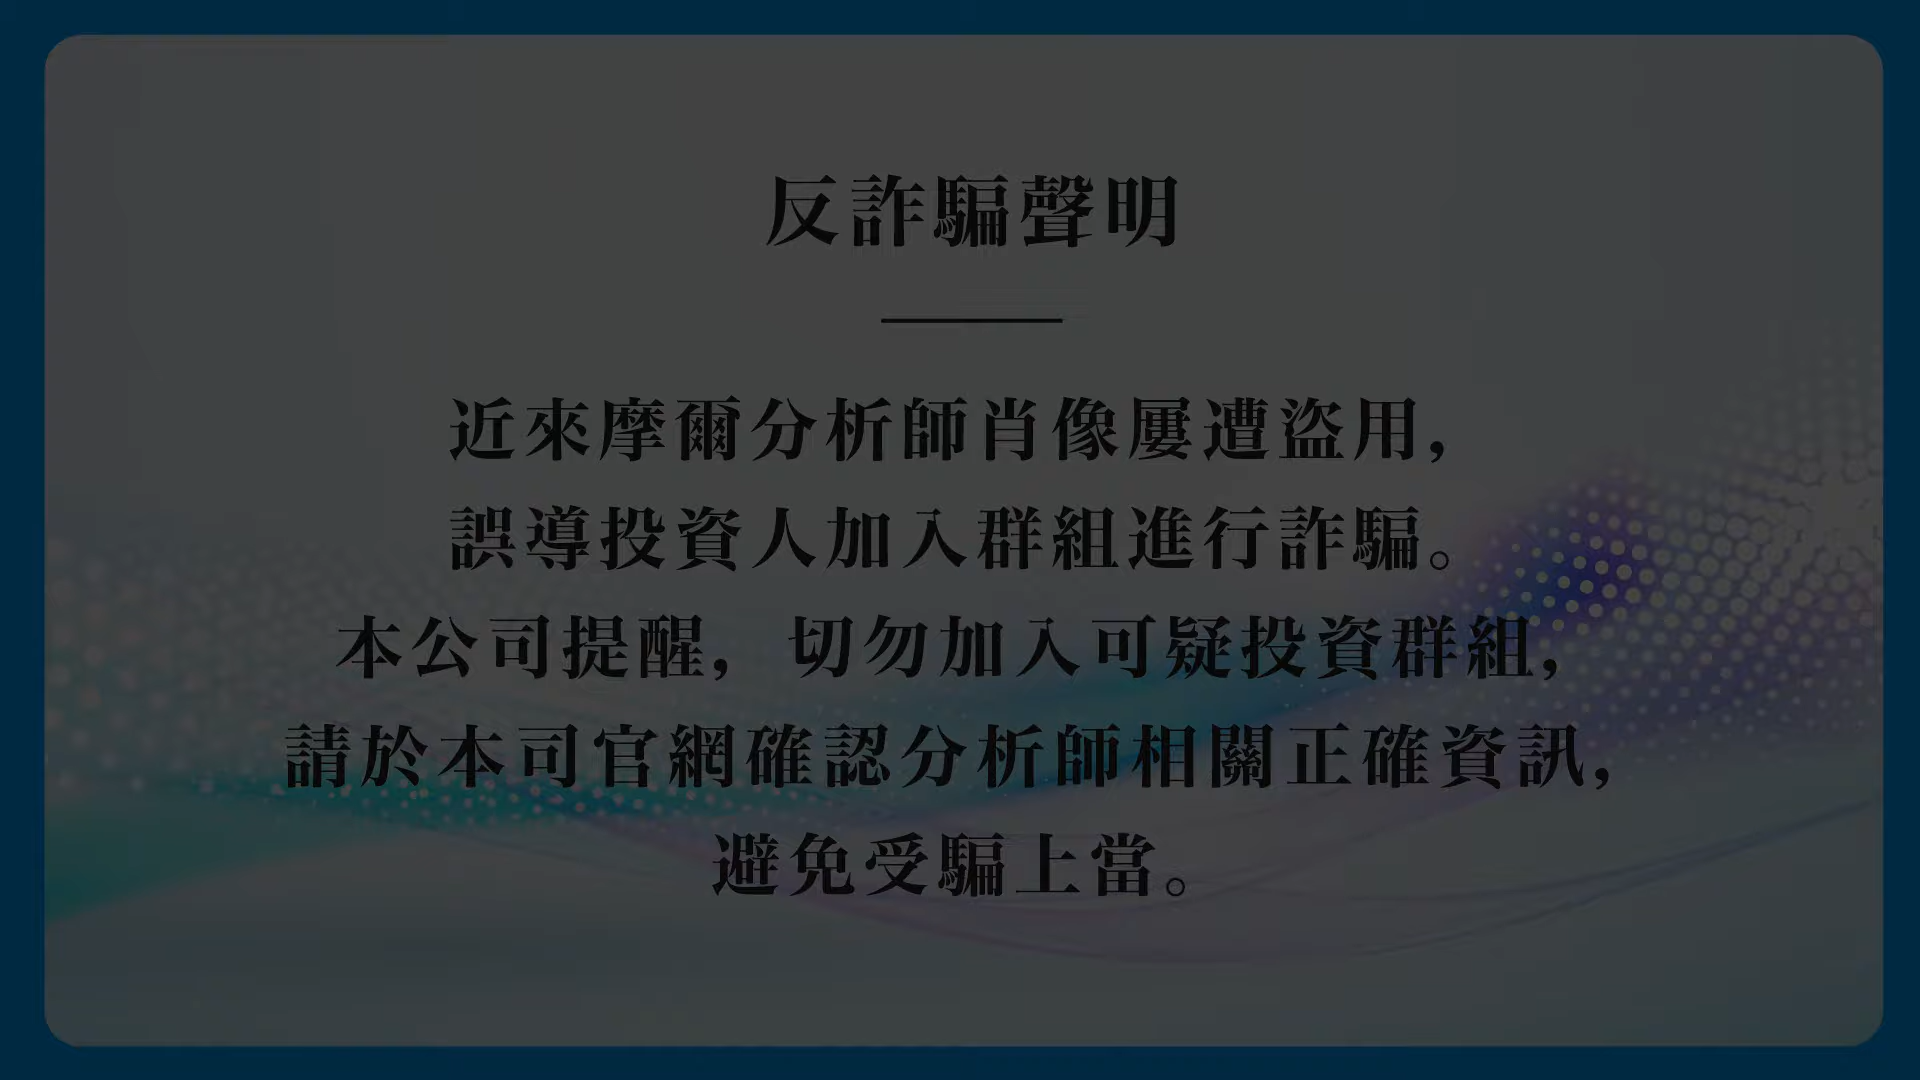 反詐騙聲明
近來摩爾分析師肖像屢遭盜用，
誤導投資人加入群組進行詐騙。
本公司提醒，切勿加入可疑投資群組，
請於本司官網確認分析師相關正確資訊，
避免受騙上當。